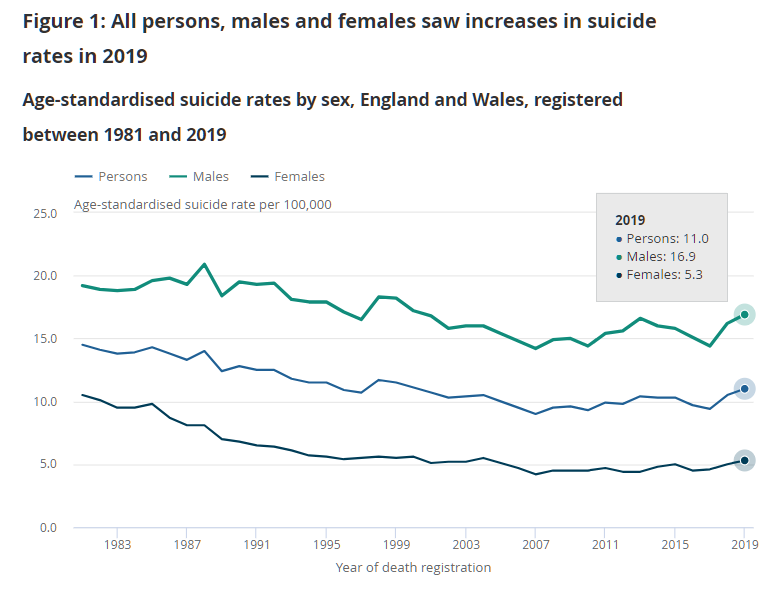 Figure 1: All persons, males and females saw increases in suicide
rates in 2019
Age-standardised suicide rates by sex, England and Wales, registered
between 1981 and 2019
Persons Males Females
Age-standardised suicide rate per 100,000
25.0
20.0
15.0
10.0
5.0
0.0
2019
Persons: 11.0
Males: 16.9
Females: 5.3
1983 1987 1991 1995 1999 2003 2007 2011 2015 2019
Year of death registration